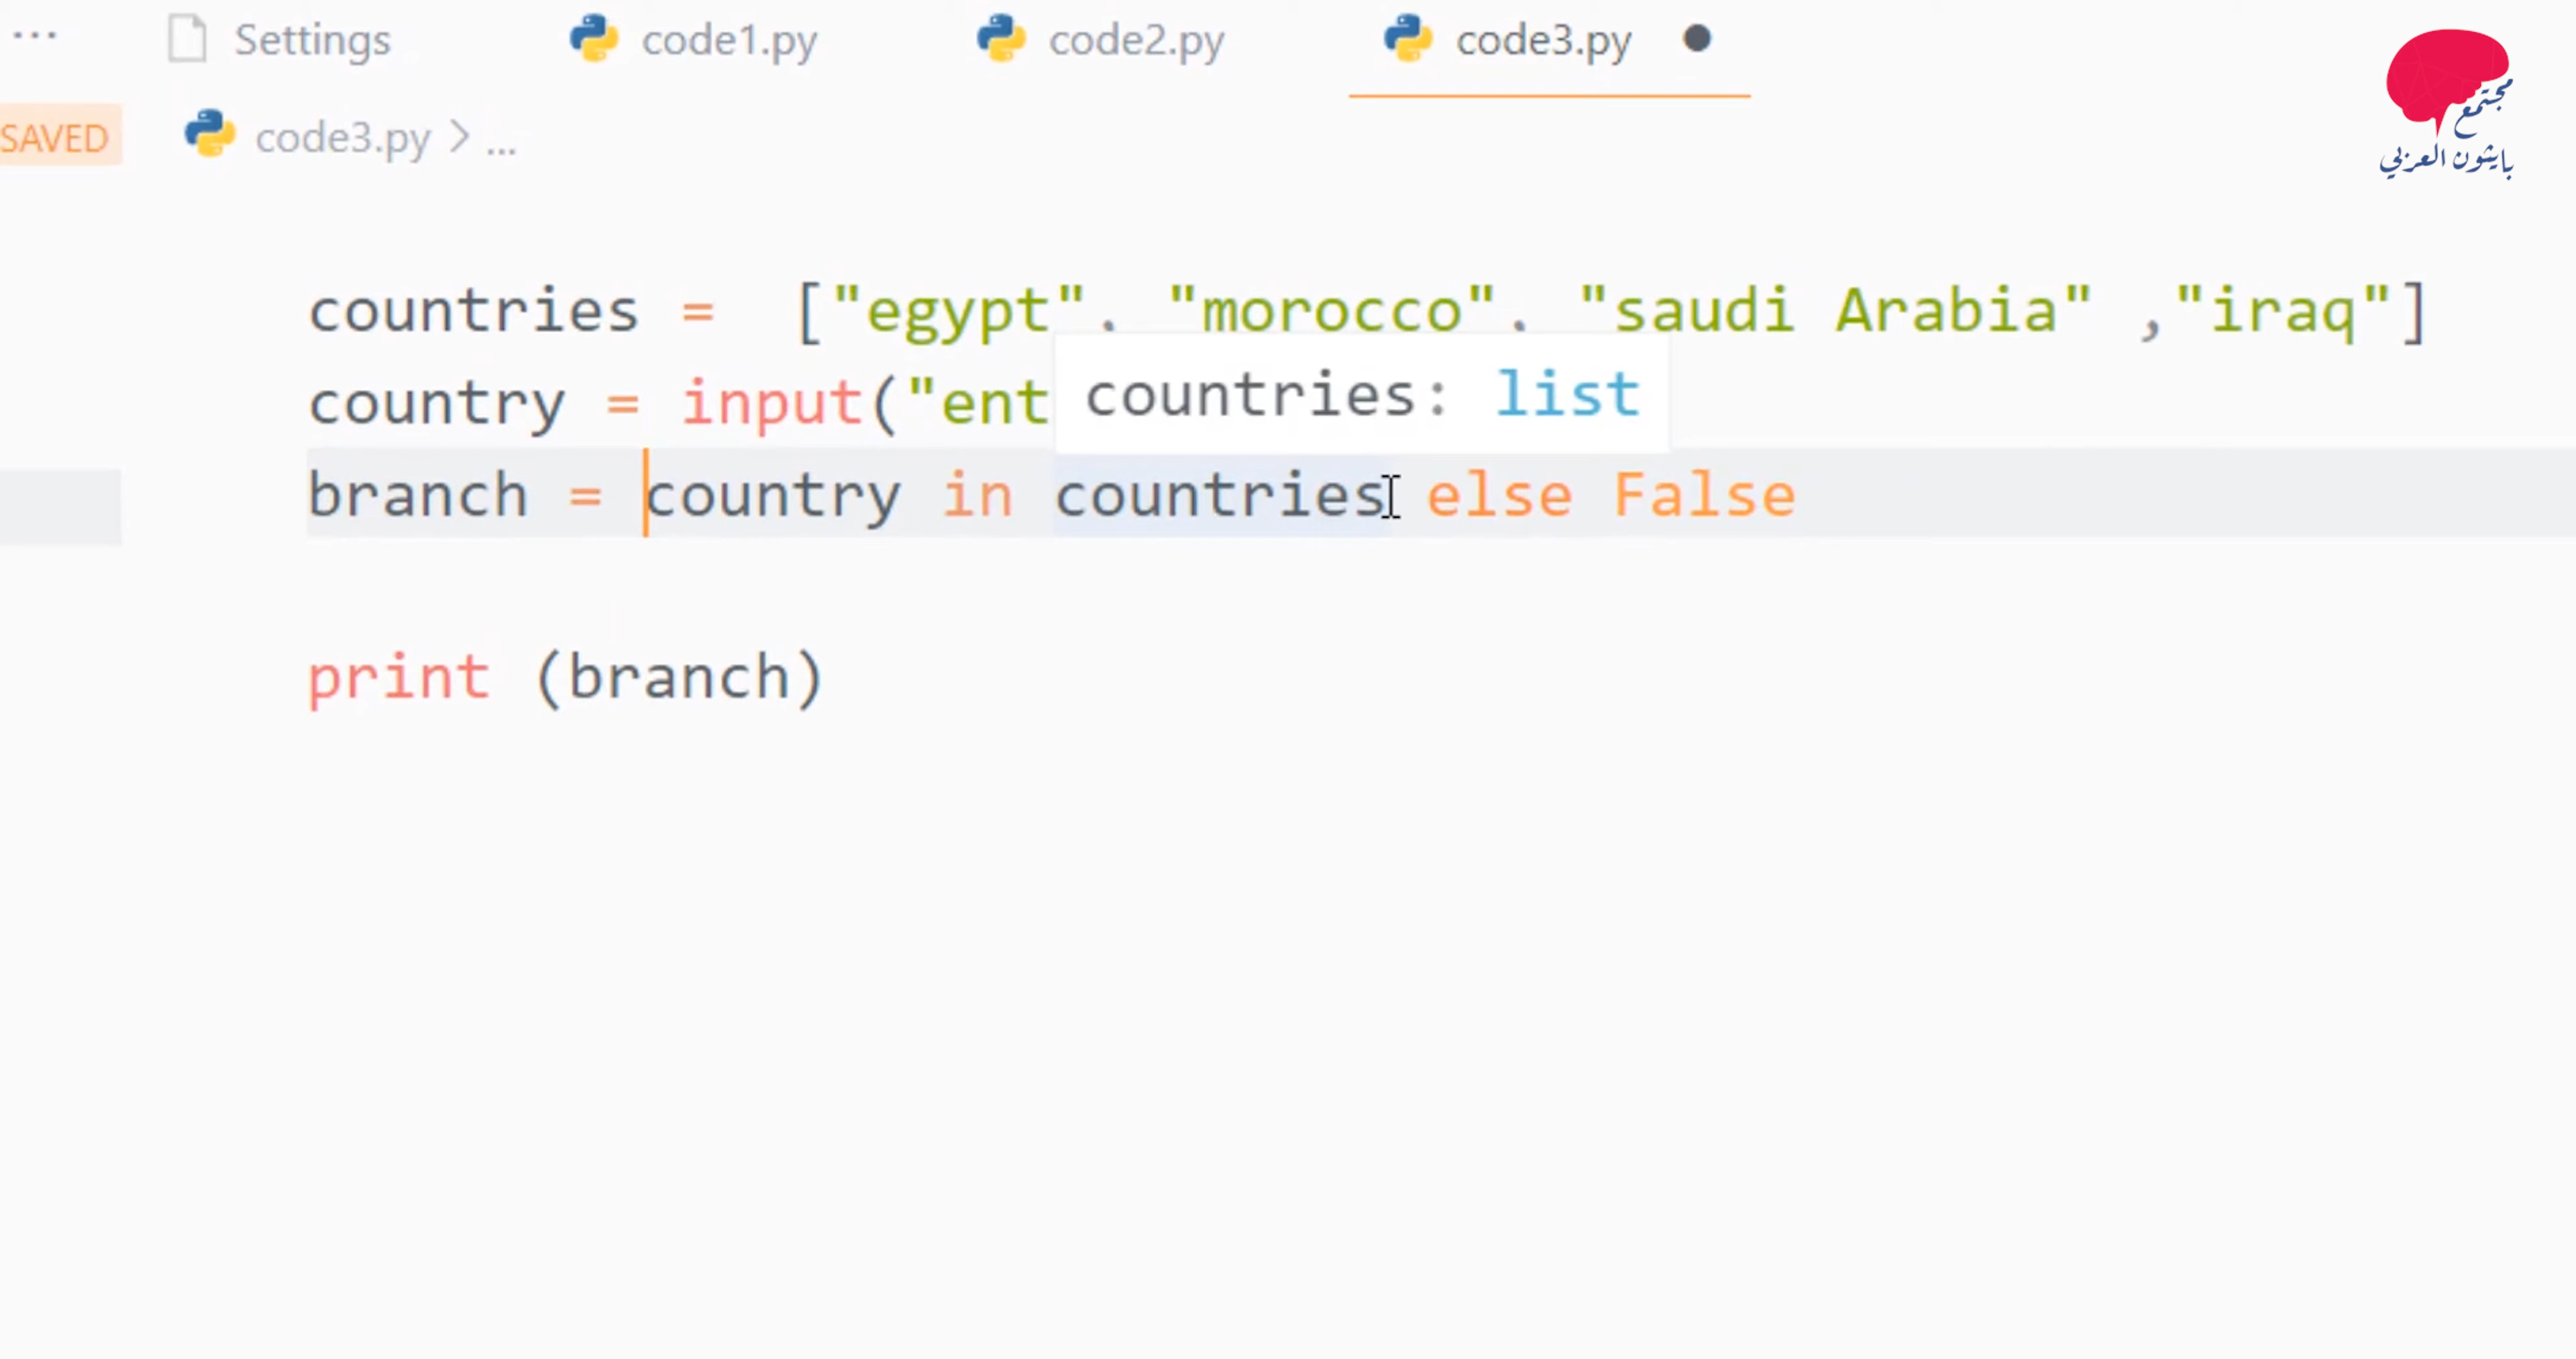 ... Settings code1.py code2.py code3.py
مجتمع
بايثون العربي
SAVED code3.py > ...
countries = ["egypt", "morocco", "saudi Arabia" ,"iraq"]
country = input("ent
countries: list
branch = country in countries else False
print (branch)